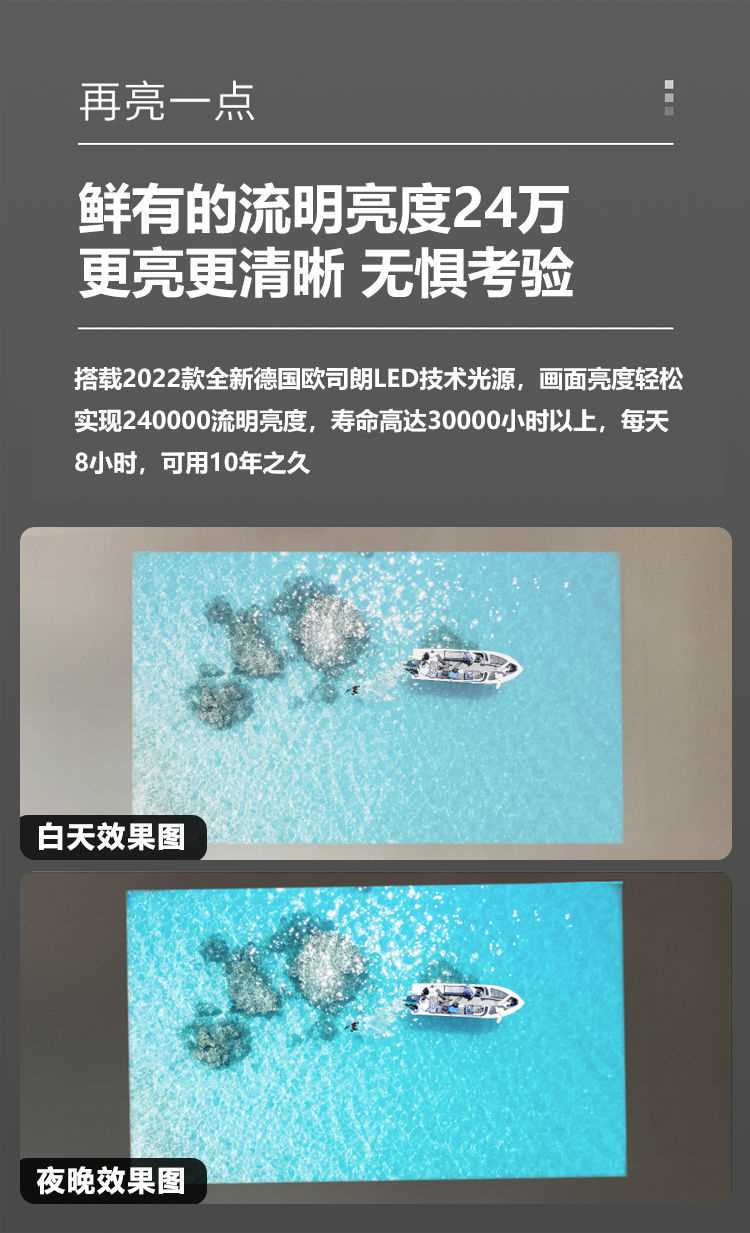 再亮一点
鲜有的流明亮度24万
更亮更清晰 无惧考验
搭载2022款全新德国欧司朗LED技术光源，画面亮度轻松
实现240000流明亮度，寿命高达30000小时以上，每天
8小时，可用10年之久
白天效果图
夜晚效果图